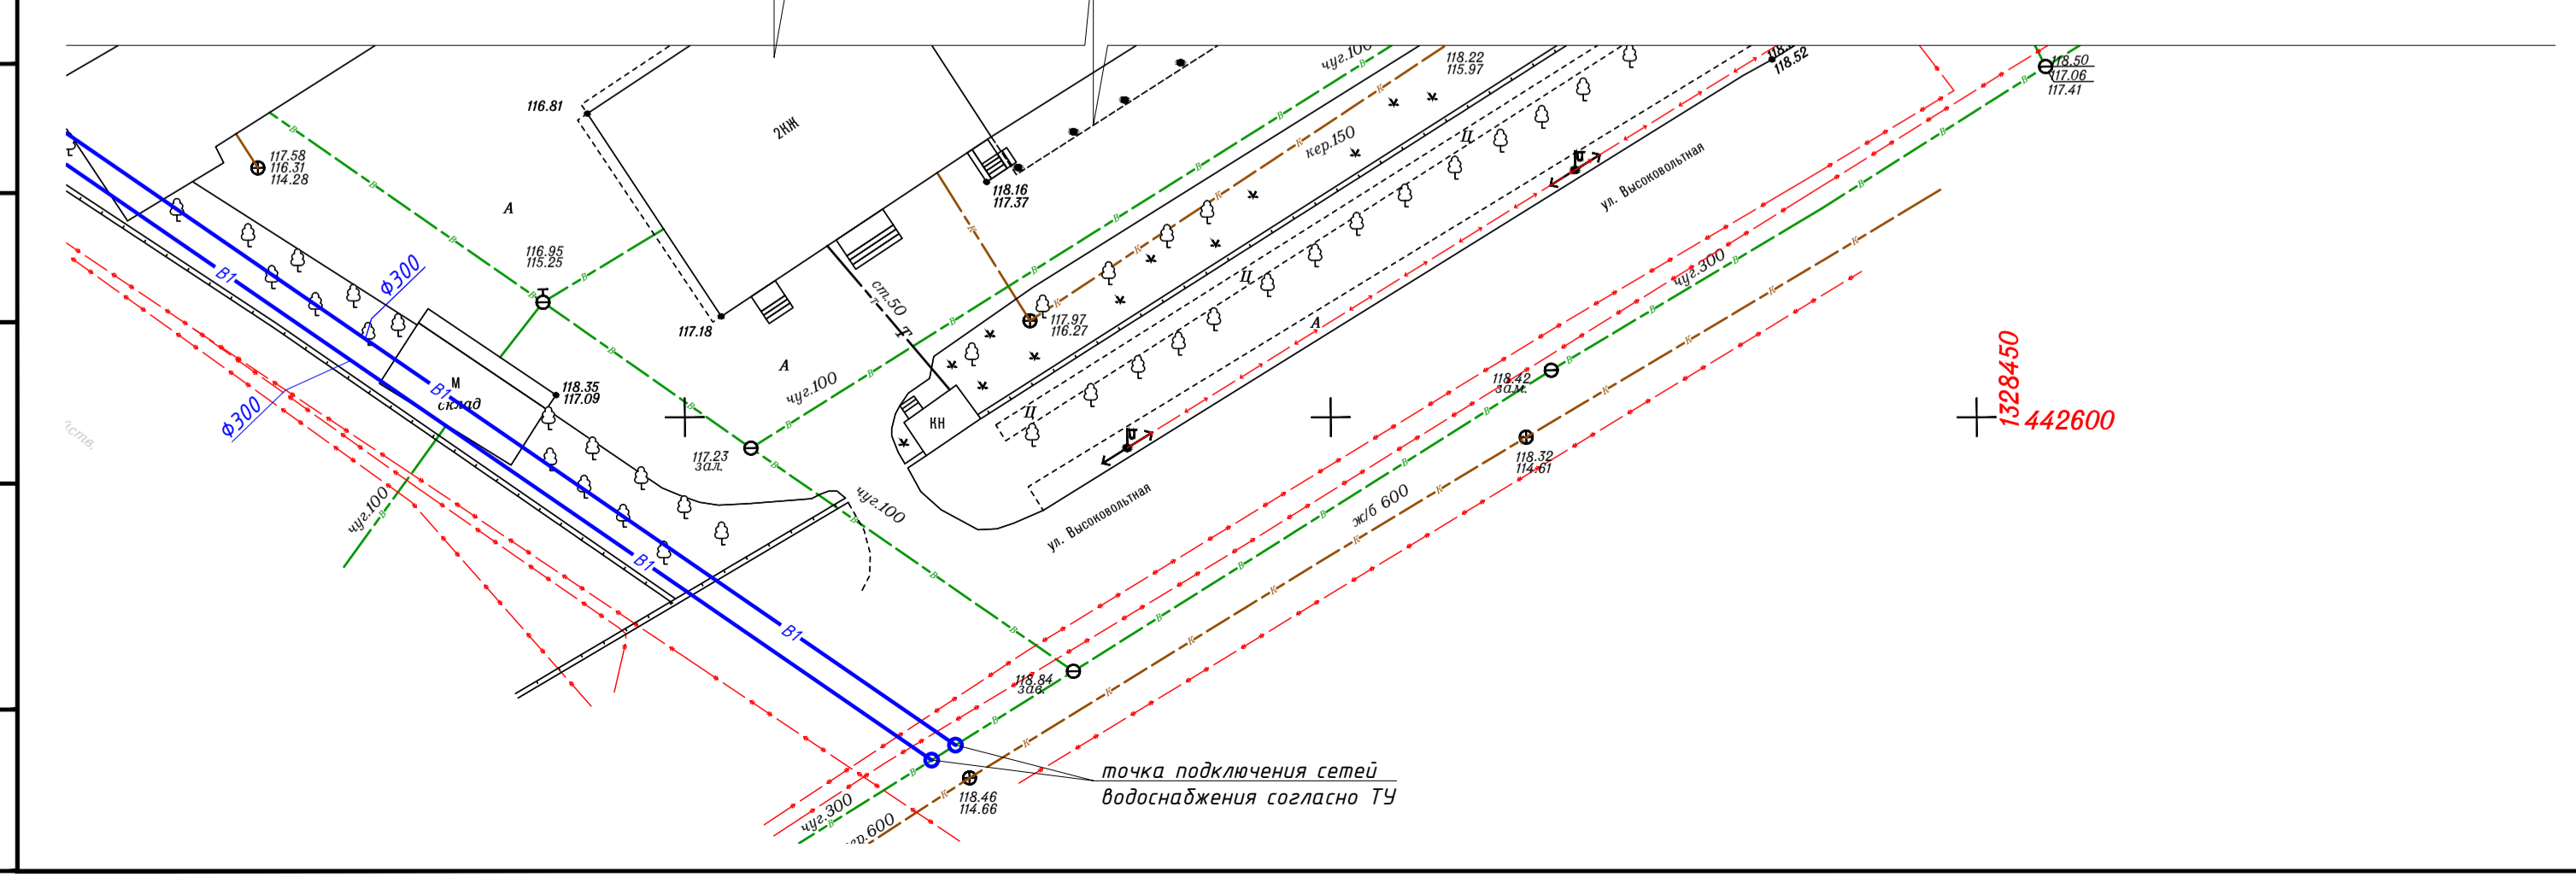 чуг.100
118.22
115.97
118.52
118.50
117.06
117.41
116.81
2КЖ
кер.150
Ц
117.58
116.31
114.28
ул. Высоковольтная
118.16
117.37
А
116.95
115.25
В1
Ф300
ст.50
Т
Ц
чуг.300
117.97
116.27
117.18
А
А
118.35
117.09
М
склад
В1
чуг.100
118.42
зам.
1328450
442600
Ф300
Ц
КН
117.23
зал.
118.32
114.61
чуг.100
чуг.100
ж/б 600
ул. Высоковольтная
В1
В1
118.84
зав.
точка подключения сетей
водоснабжения согласно ТУ
118.46
114.66
чуг.300